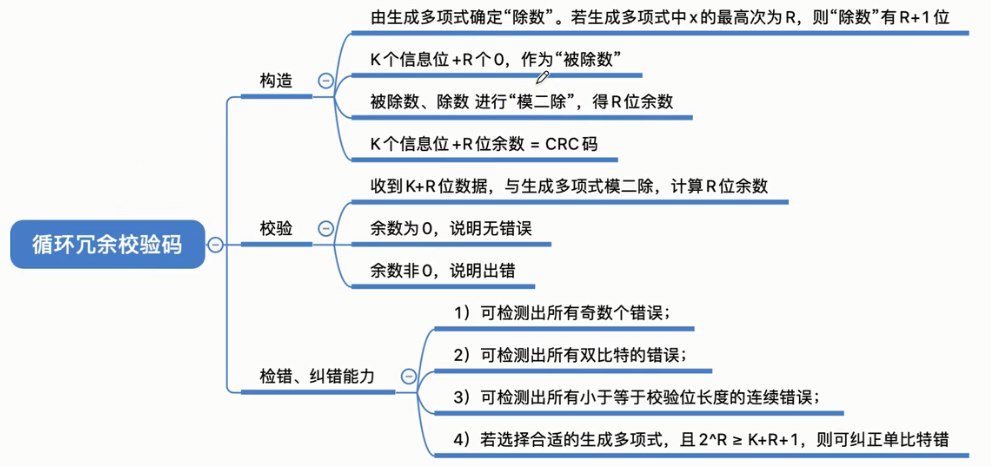 循环冗余校验码
构造
由生成多项式确定“除数”。若生成多项式中x的最高次为R，则“除数”有R+1位
K个信息位+R个0，作为“被除数”
被除数、除数 进行“模二除”，得R位余数
K个信息位+R位余数 = CRC码
校验
收到K+R位数据，与生成多项式模二除，计算R位余数
余数为0，说明无错误
余数非0，说明出错
检错、纠错能力
1）可检测出所有奇数个错误；
2）可检测出所有双比特的错误；
3）可检测出所有小于等于校验位长度的连续错误；
4）若选择合适的生成多项式，且2^R ≥ K+R+1，则可纠正单比特错